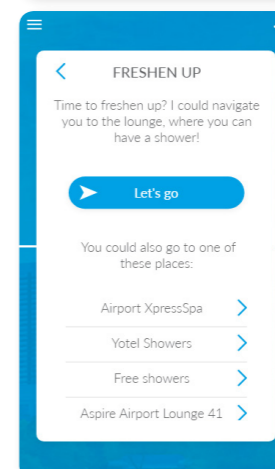 FRESHEN UP
Time to freshen up? I could navigate
you to the lounge, where you can
have a shower!
Let's go
You could also go to one of
these places:
Airport XpressSpa
Yotel Showers
Free showers
Aspire Airport Lounge 41